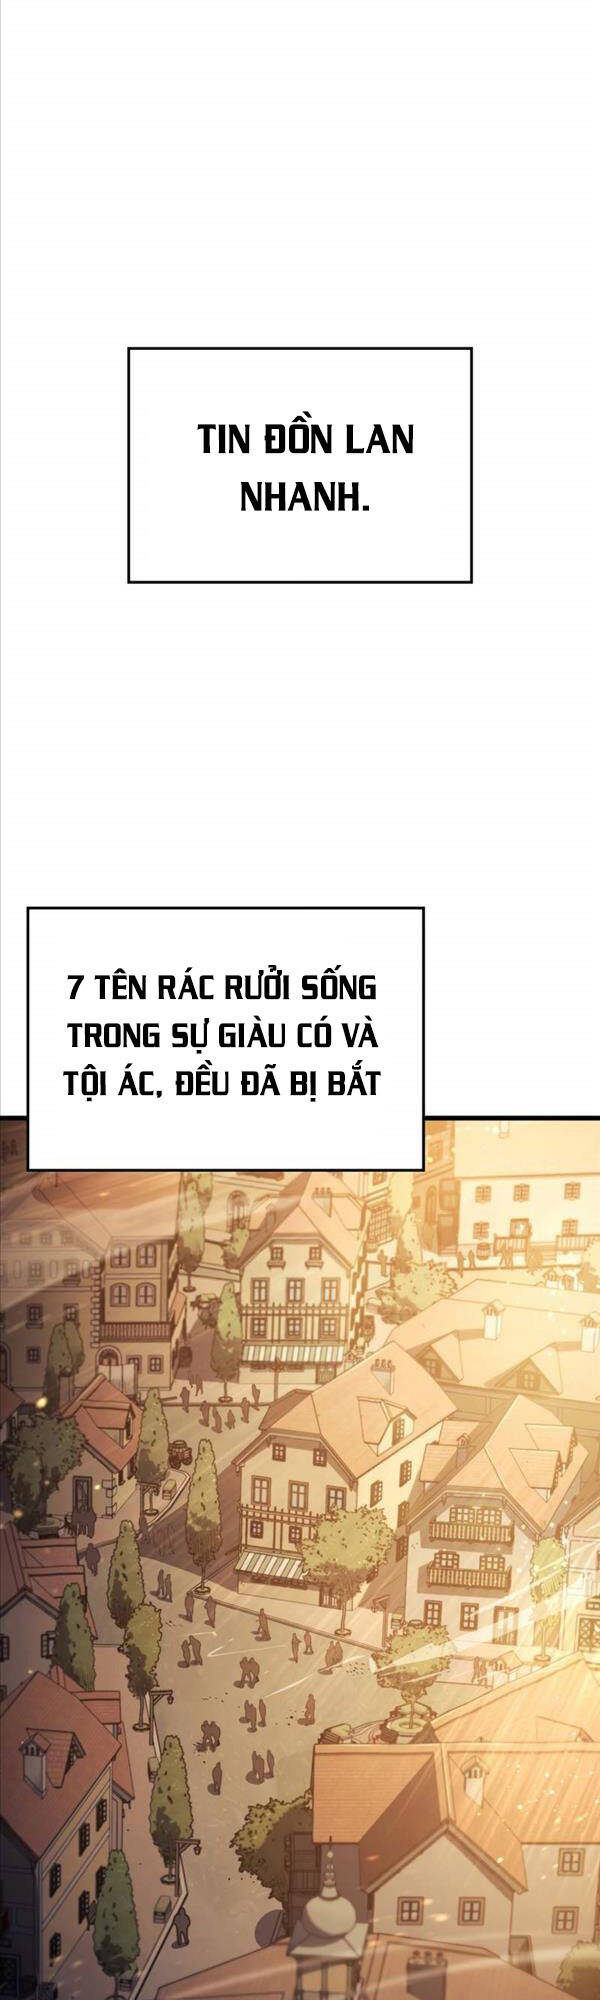 TIN ĐỒN LAN
NHANH.
7 TÊN RÁC RƯỞI SỐNG
TRONG SỰ GIÀU CÓ VÀ
TỘI ÁC, ĐỀU ĐÃ BỊ BẮT